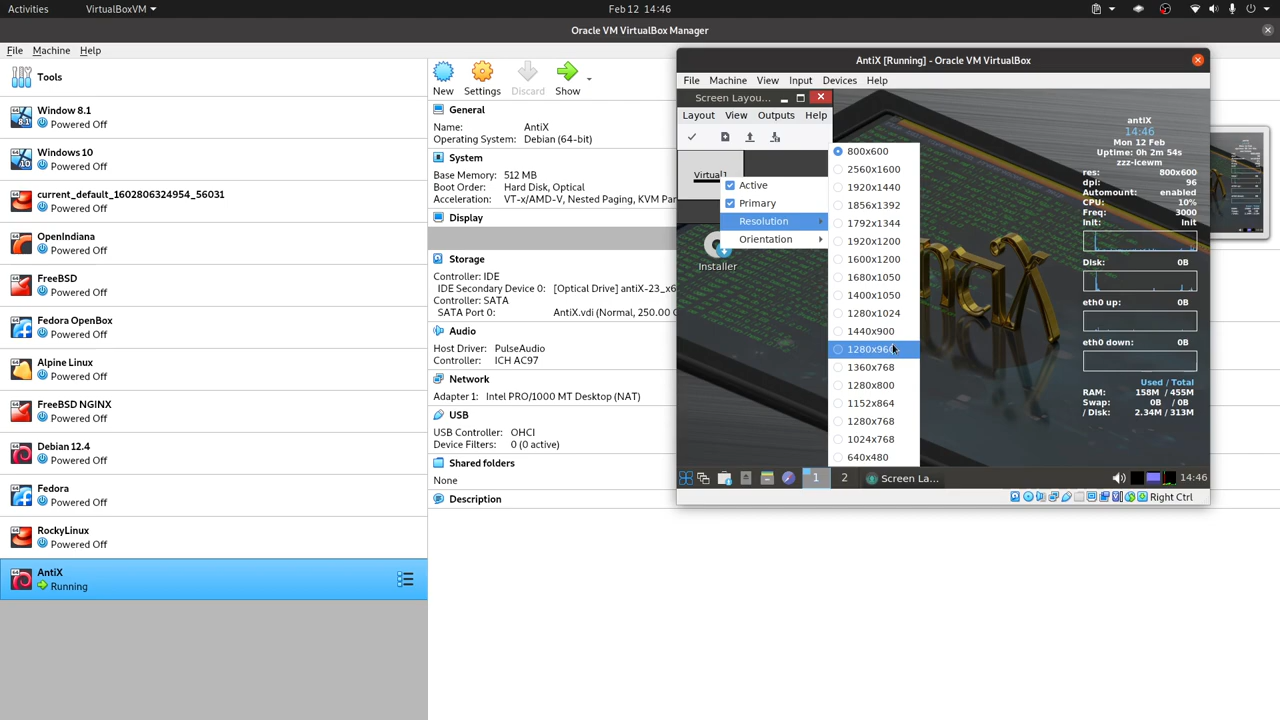 Activities
VirtualBoxVM
Feb 12 14:46
Oracle VM VirtualBox Manager
File Machine Help
Tools
Window 8.1
Powered Off
Windows 10
Powered Off
current_default_1602806324954_56031
Powered Off
OpenIndiana
Powered Off
FreeBSD
Powered Off
Fedora OpenBox
Powered Off
Alpine Linux
Powered Off
FreeBSD NGINX
Powered Off
Debian 12.4
Powered Off
Fedora
Powered Off
RockyLinux
Powered Off
AntiX
Running
New Settings Discard Show
General
Name: AntiX
Operating System: Debian (64-bit)
System
Base Memory: 512 MB
Boot Order: Hard Disk, Optical
Acceleration: VT-x/AMD-V, Nested Paging, KVM Par
Display
Storage
Controller: IDE
IDE Secondary Device 0: [Optical Drive] antiX-23_x6
Controller: SATA
SATA Port 0: AntiX.vdi (Normal, 250.00 G
Audio
Host Driver: PulseAudio
Controller: ICH AC97
Network
Adapter 1: Intel PRO/1000 MT Desktop (NAT)
USB
USB Controller: OHCI
Device Filters: 0 (0 active)
Shared folders
None
Description
AntiX [Running] - Oracle VM VirtualBox
File Machine View Input Devices Help
Screen Layou...
Layout View Outputs Help
Virtual1
Active
Primary
Resolution
Orientation
Installer
800x600
2560x1600
1920x1440
1856x1392
1792x1344
1920x1200
1600x1200
1680x1050
1400x1050
1280x1024
1440x900
1280x960
1360x768
1280x800
1152x864
1280x768
1024x768
640x480
antiX
14:46
Mon 12 Feb
Uptime: 0h 2m 54s
zzz-icewm
res: 800x600
dpi: 96
Automount: enabled
CPU: 10%
Freq: 3000
Init: init
Disk: 0B
eth0 up: 0B
eth0 down: 0B
Used / Total
RAM: 158M / 455M
Swap: 0B / 0B
/ Disk: 2.34M / 313M
1 2 Screen La... 14:46
Right Ctrl